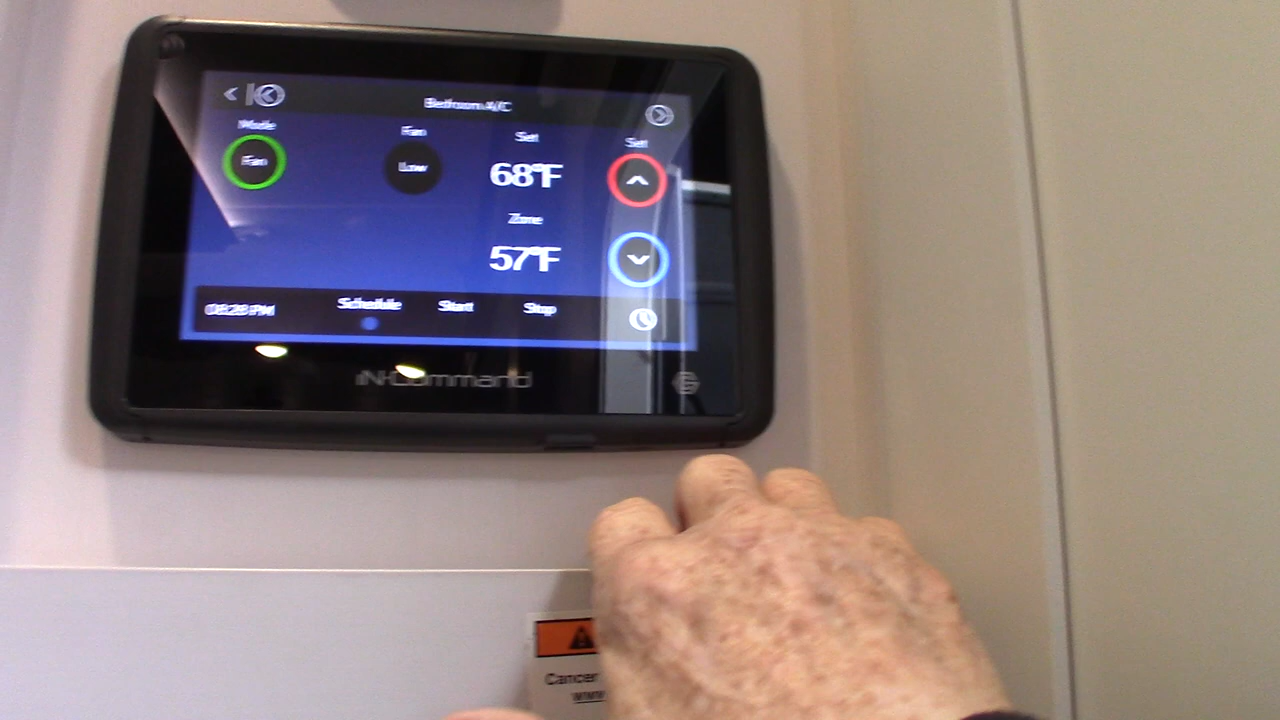 Bedroom A/C
Mode
Fan
Fan
Low
Set
68°F
Set
Zone
57°F
08:28 PM
Schedule
Start
Stop
iN·Command
Cancer
www